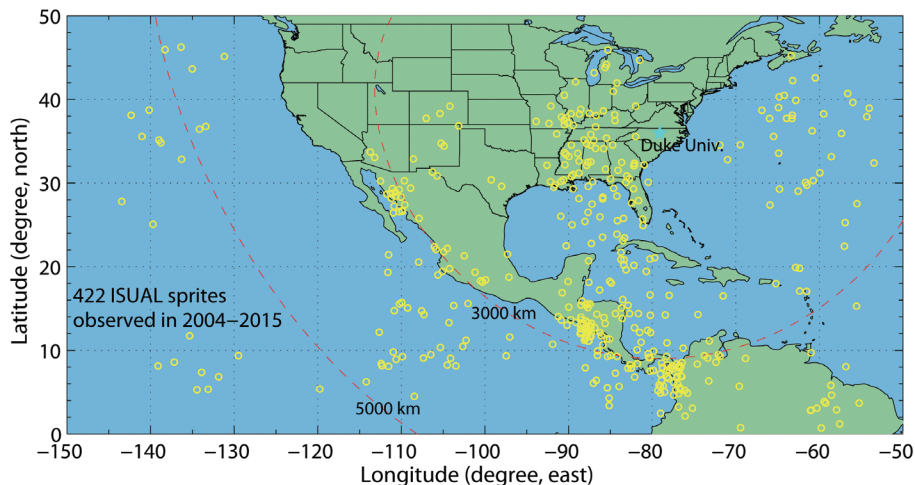 50
40
30
20
10
0
Latitude (degree, north)
Duke Univ.
422 ISUAL sprites
observed in 2004−2015
3000 km
5000 km
−150
−140
−130
−120
−110
−100
−90
−80
−70
−60
−50
Longitude (degree, east)